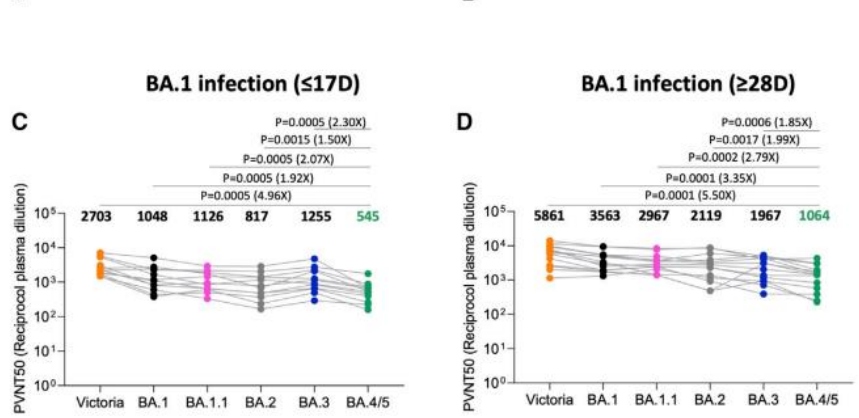 BA.1 infection (≤17D)
C
P=0.0005 (2.30X)
P=0.0015 (1.50X)
P=0.0005 (2.07X)
P=0.0005 (1.92X)
P=0.0005 (4.96X)
2703 1048 1126 817 1255 545
PVNT50 (Reciprocol plasma dilution)
10⁵
10⁴
10³
10²
10¹
10⁰
Victoria BA.1 BA.1.1 BA.2 BA.3 BA.4/5
BA.1 infection (≥28D)
D
P=0.0006 (1.85X)
P=0.0017 (1.99X)
P=0.0002 (2.79X)
P=0.0001 (3.35X)
P=0.0001 (5.50X)
5861 3563 2967 2119 1967 1064
PVNT50 (Reciprocol plasma dilution)
10⁵
10⁴
10³
10²
10¹
10⁰
Victoria BA.1 BA.1.1 BA.2 BA.3 BA.4/5